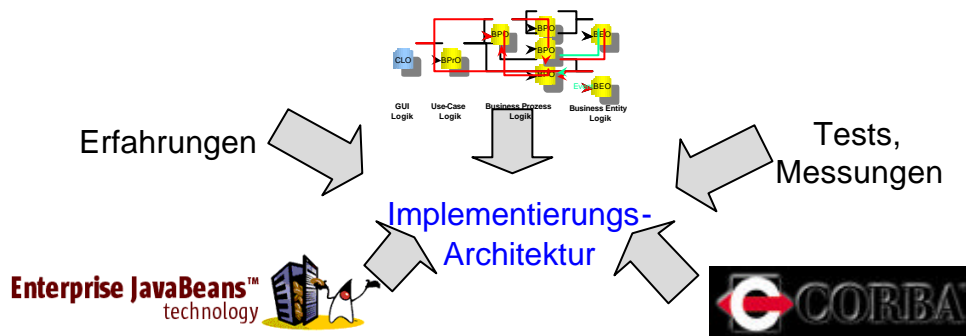 BPO
BPO
BEO
BPO
CLO
BPrO
BPO
BEO
GUI Logik
Use-Case Logik
Business Prozess Logik
Business Entity Logik
Erfahrungen
Tests,
Messungen
Implementierungs-
Architektur
Enterprise JavaBeans™
technology
CORBA